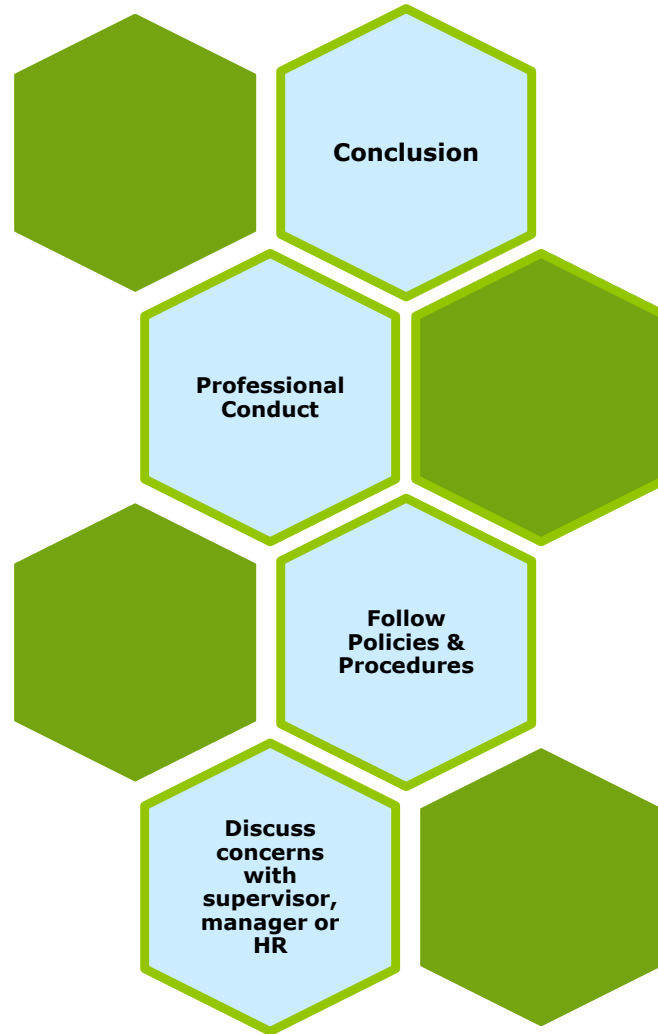 Conclusion
Professional
Conduct
Follow
Policies &
Procedures
Discuss
concerns
with
supervisor,
manager or
HR